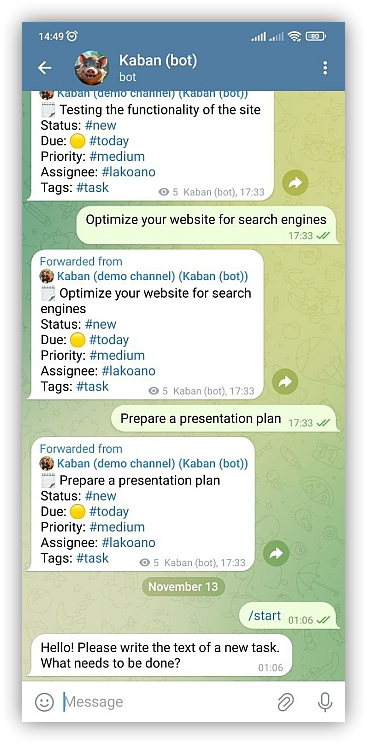 14:49
80
Kaban (bot)
bot
Kaban (demo channel) (Kaban (bot))
Testing the functionality of the site
Status: #new
Due: #today
Priority: #medium
Assignee: #lakoano
Tags: #task
5 Kaban (bot), 17:33
Optimize your website for search engines
17:33
Forwarded from
Kaban (demo channel) (Kaban (bot))
Optimize your website for search
engines
Status: #new
Due: #today
Priority: #medium
Assignee: #lakoano
Tags: #task
5 Kaban (bot), 17:33
Prepare a presentation plan 17:33
Forwarded from
Kaban (demo channel) (Kaban (bot))
Prepare a presentation plan
Status: #new
Due: #today
Priority: #medium
Assignee: #lakoano
Tags: #task
5 Kaban (bot), 17:33
November 13
/start 01:06
Hello! Please write the text of a new task.
What needs to be done?
01:06
Message